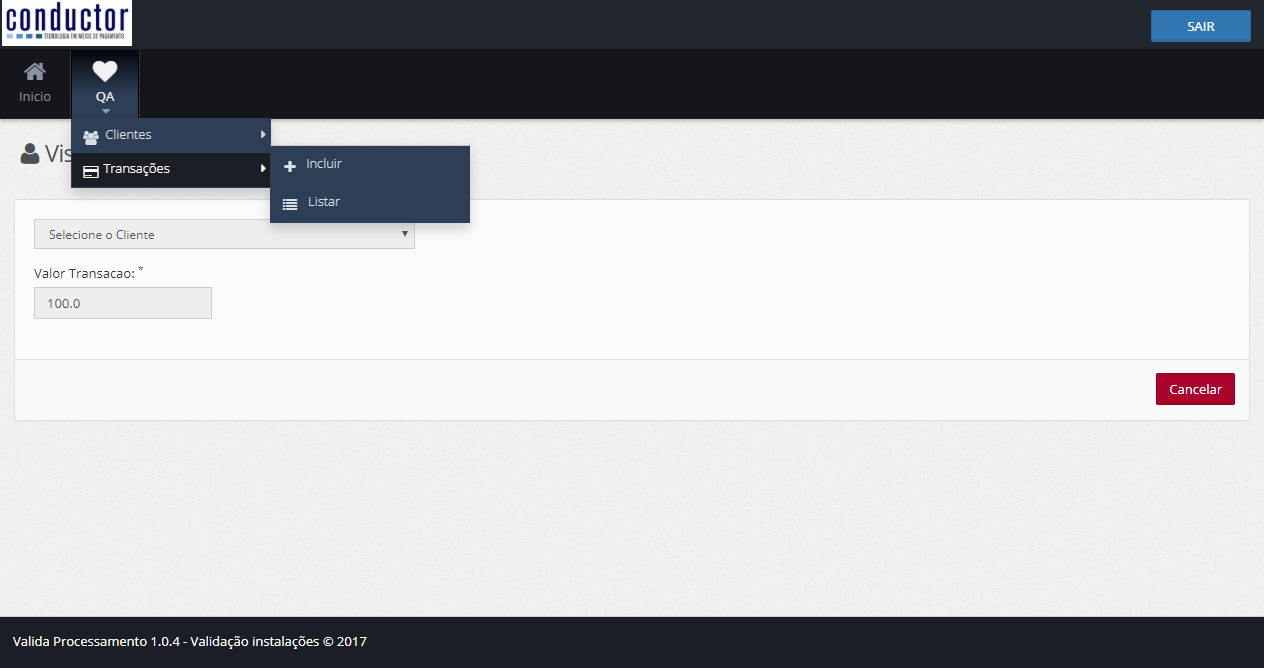 conductor
TECNOLOGIA EM MEIOS DE PAGAMENTO
SAIR
Inicio
QA
Clientes
Vis
Transações
Incluir
Listar
Selecione o Cliente
Valor Transacao: *
100.0
Cancelar
Valida Processamento 1.0.4 - Validação instalações © 2017